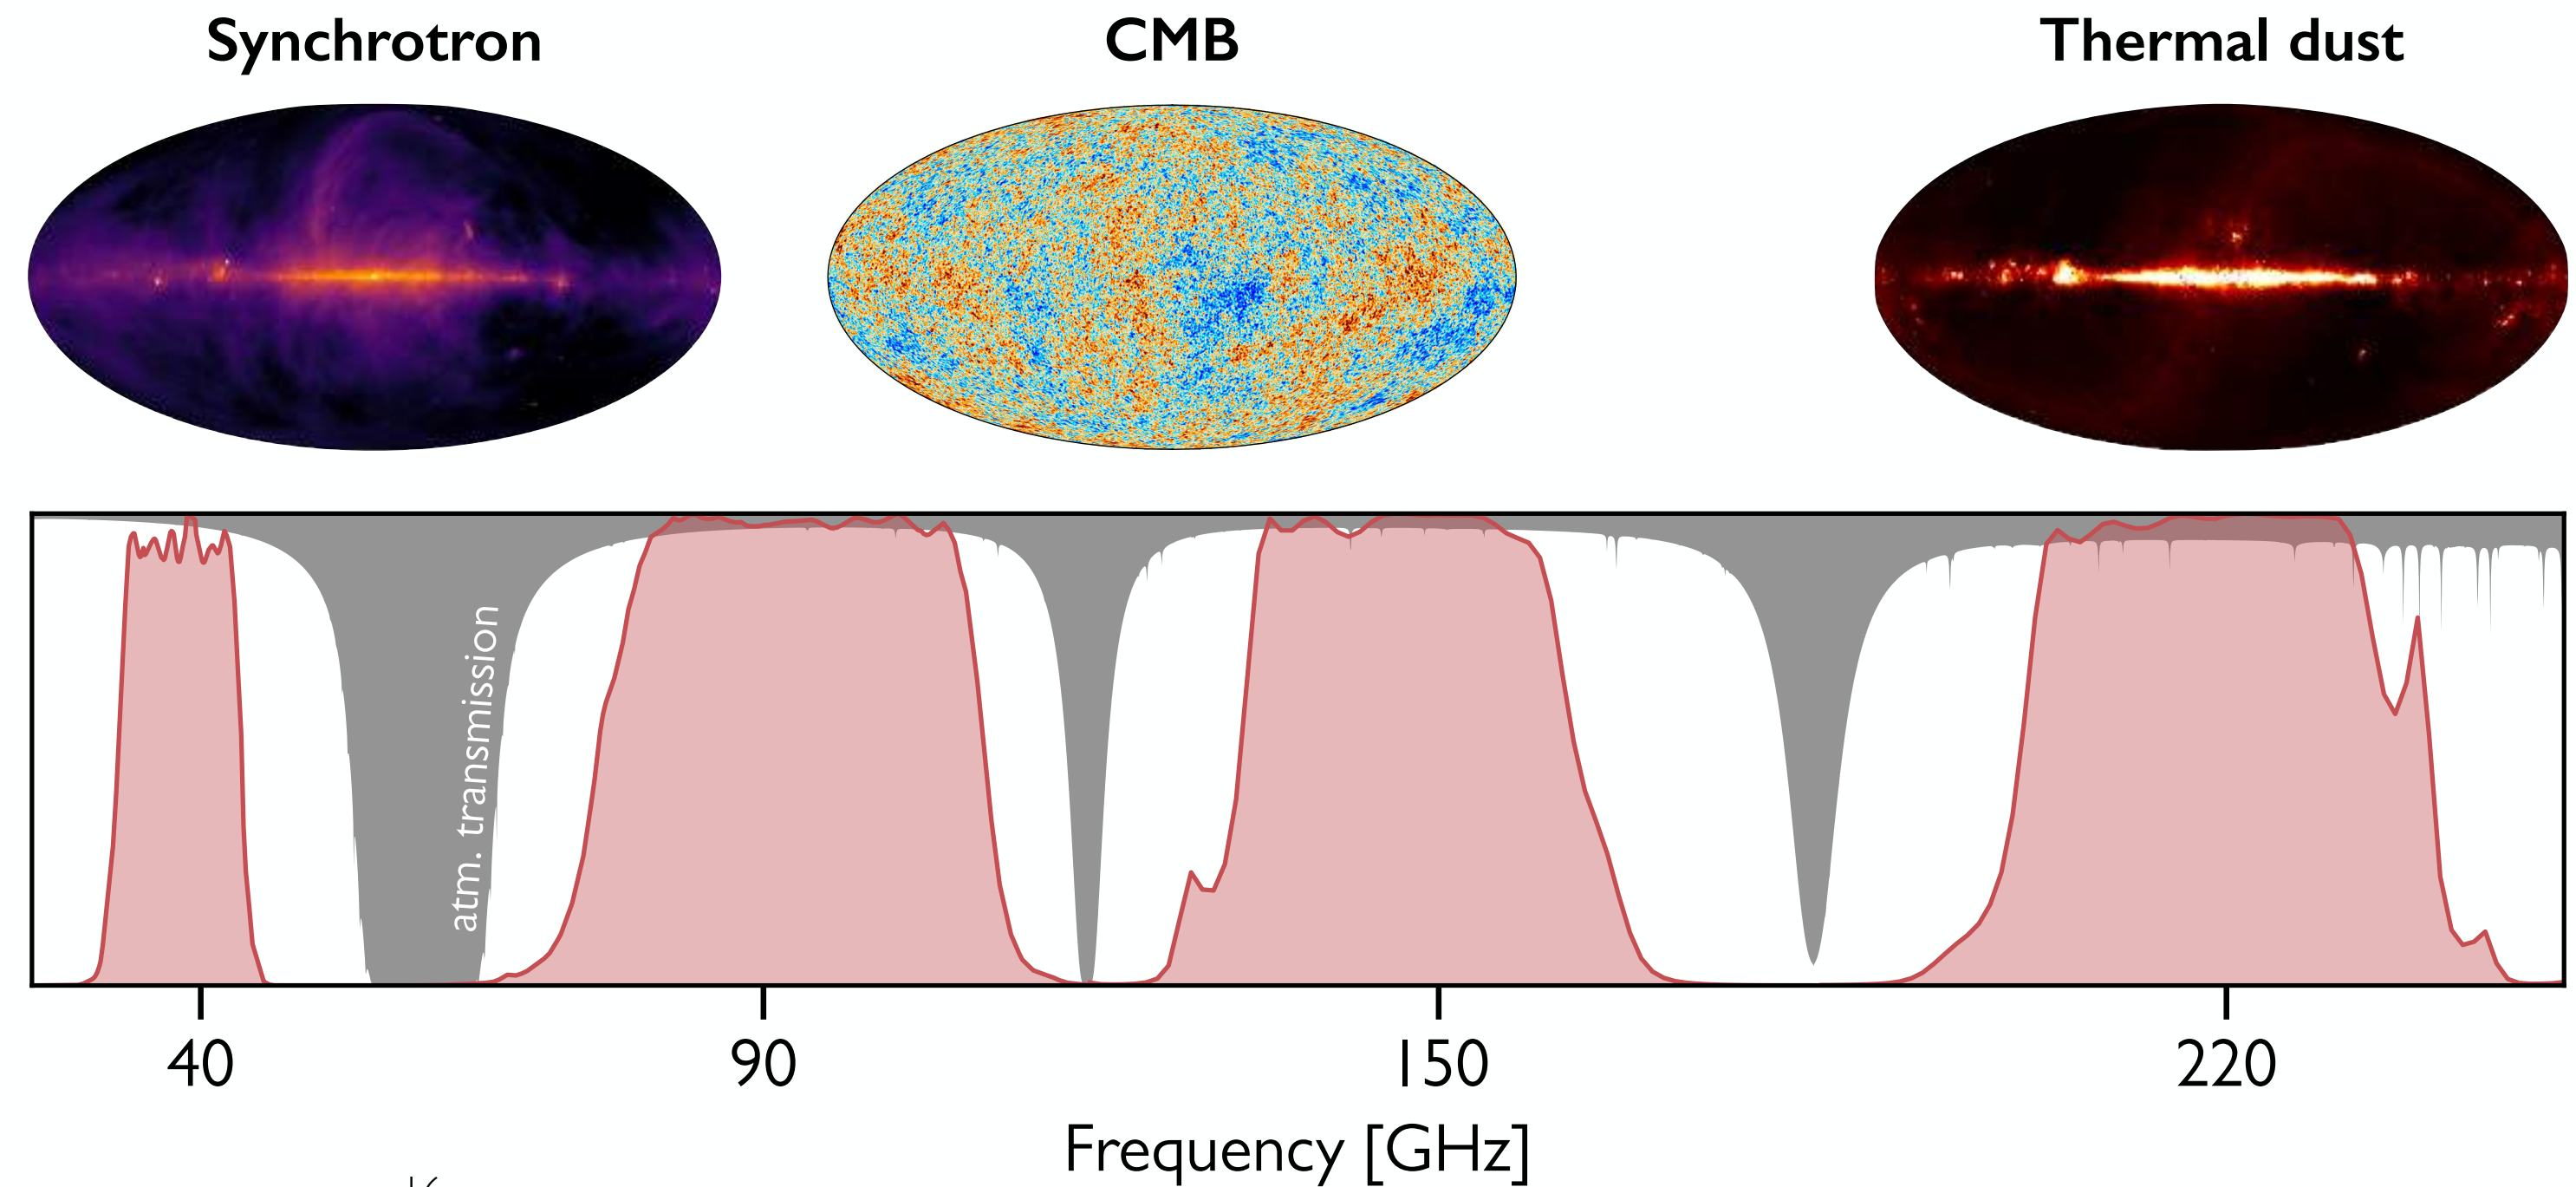 Synchrotron
CMB
Thermal dust
atm. transmission
40
90
150
220
Frequency [GHz]